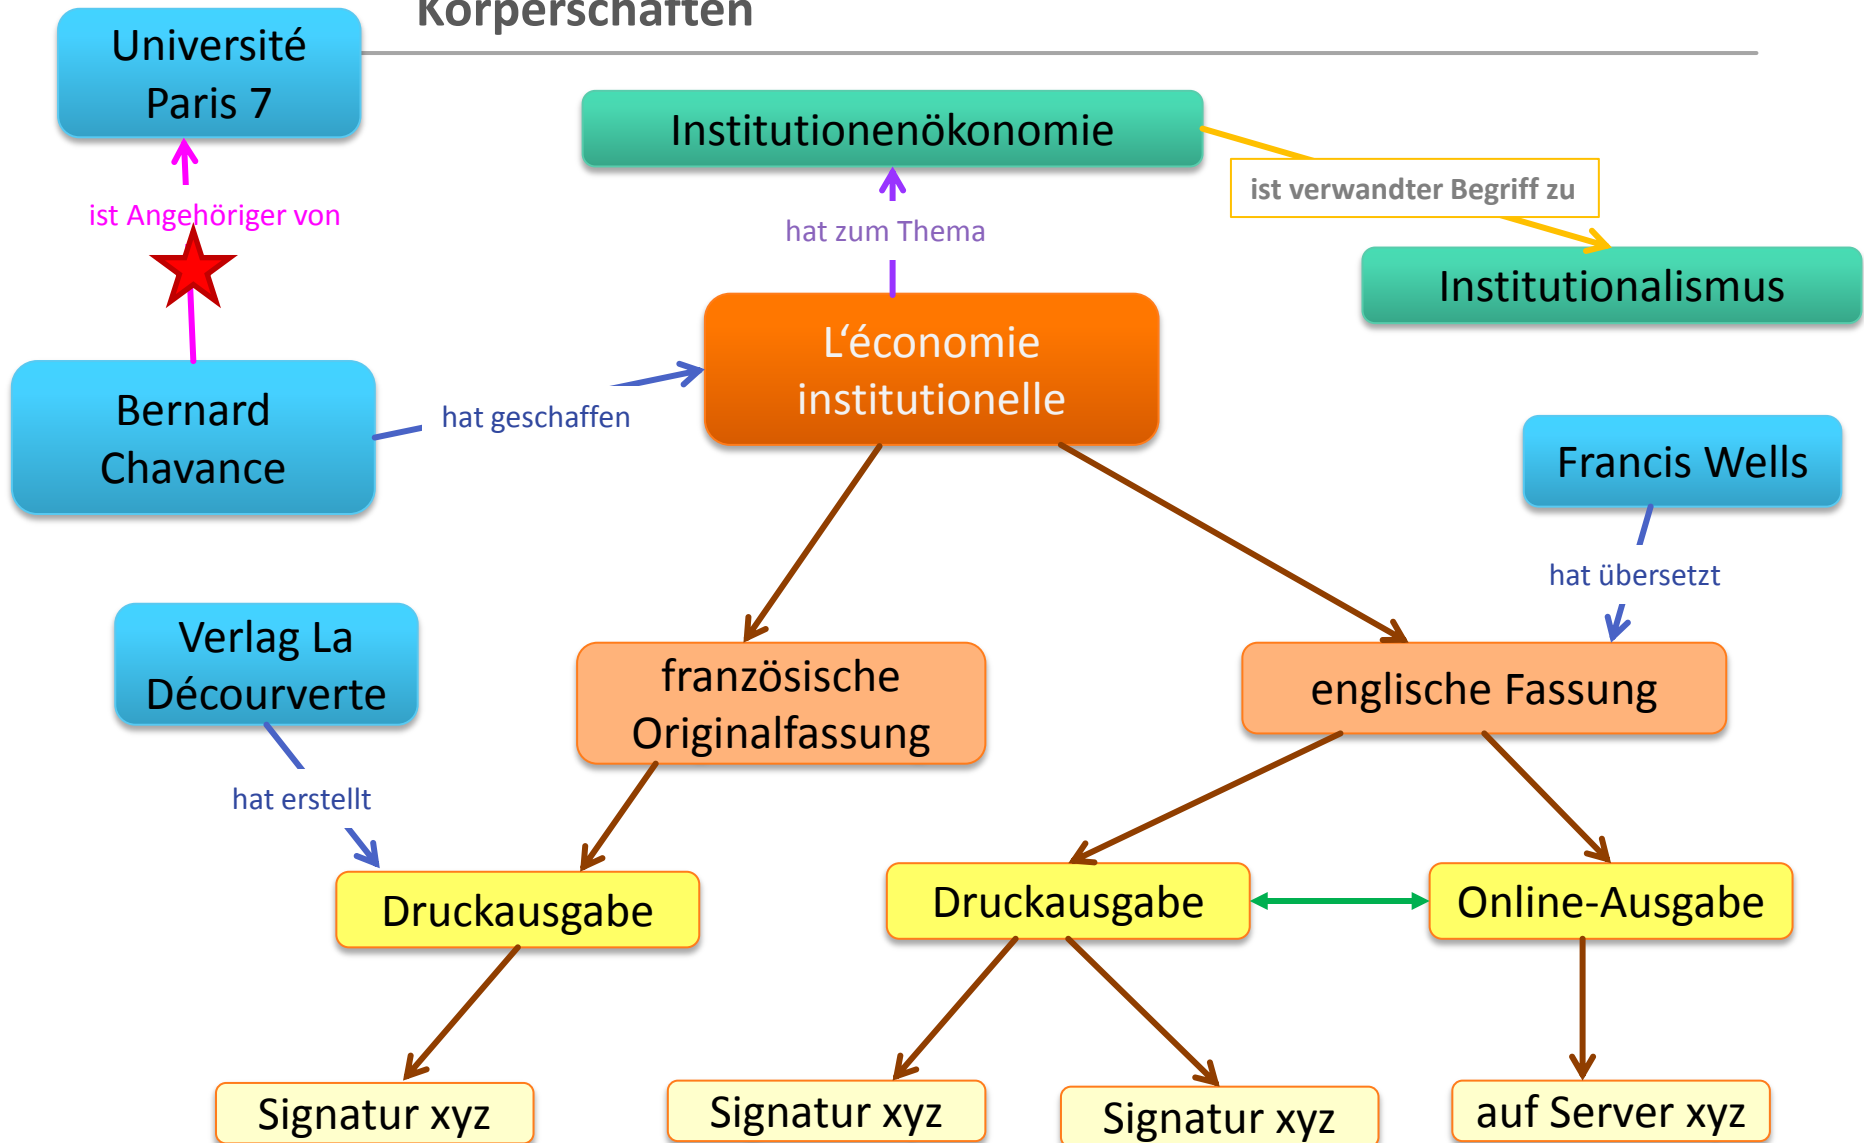 Körperschaften
Université
Paris 7
Institutionenökonomie
ist verwandter Begriff zu
ist Angehöriger von
hat zum Thema
Institutionalismus
L‘économie
institutionelle
Bernard
Chavance
hat geschaffen
Francis Wells
hat übersetzt
Verlag La
Décourverte
französische
Originalfassung
englische Fassung
hat erstellt
Druckausgabe
Druckausgabe
Online-Ausgabe
Signatur xyz
Signatur xyz
Signatur xyz
auf Server xyz